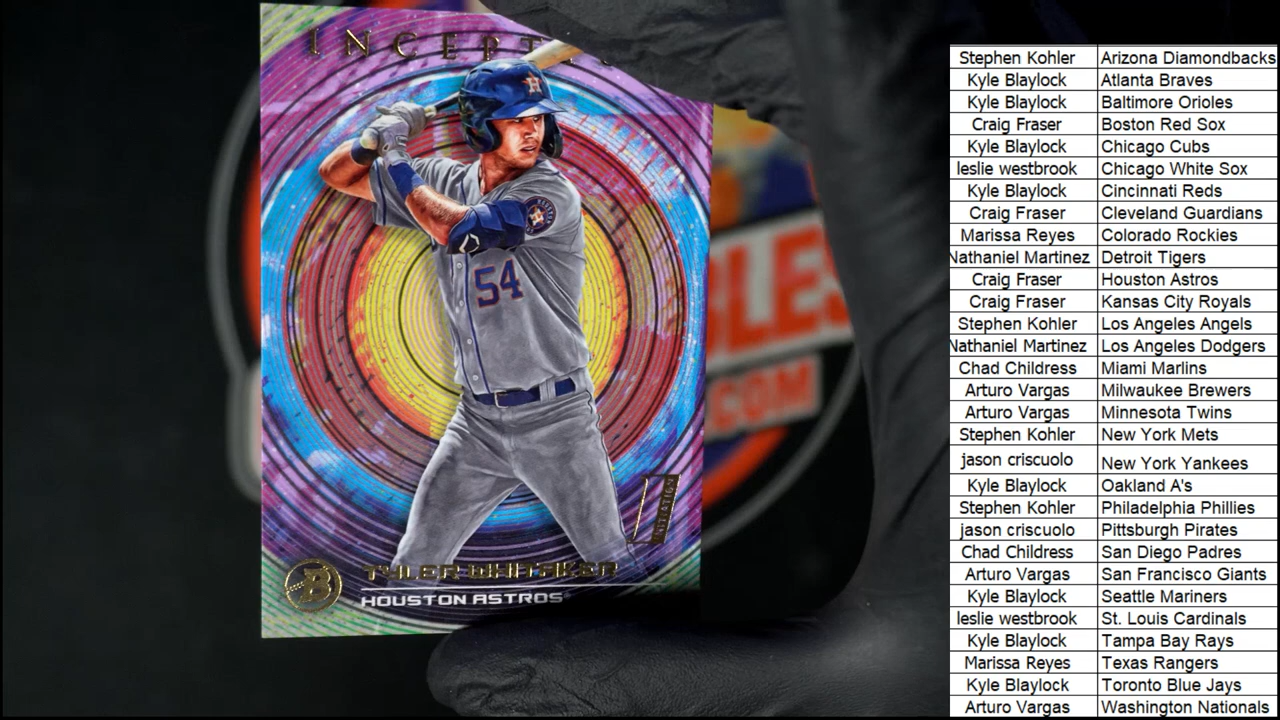 INCEPT
54
INITIATION
B
TYLER WHITAKER
HOUSTON ASTROS
BLES
.COM
Stephen Kohler Arizona Diamondbacks
Kyle Blaylock Atlanta Braves
Kyle Blaylock Baltimore Orioles
Craig Fraser Boston Red Sox
Kyle Blaylock Chicago Cubs
leslie westbrook Chicago White Sox
Kyle Blaylock Cincinnati Reds
Craig Fraser Cleveland Guardians
Marissa Reyes Colorado Rockies
Nathaniel Martinez Detroit Tigers
Craig Fraser Houston Astros
Craig Fraser Kansas City Royals
Stephen Kohler Los Angeles Angels
Nathaniel Martinez Los Angeles Dodgers
Chad Childress Miami Marlins
Arturo Vargas Milwaukee Brewers
Arturo Vargas Minnesota Twins
Stephen Kohler New York Mets
jason criscuolo New York Yankees
Kyle Blaylock Oakland A's
Stephen Kohler Philadelphia Phillies
jason criscuolo Pittsburgh Pirates
Chad Childress San Diego Padres
Arturo Vargas San Francisco Giants
Kyle Blaylock Seattle Mariners
leslie westbrook St. Louis Cardinals
Kyle Blaylock Tampa Bay Rays
Marissa Reyes Texas Rangers
Kyle Blaylock Toronto Blue Jays
Arturo Vargas Washington Nationals